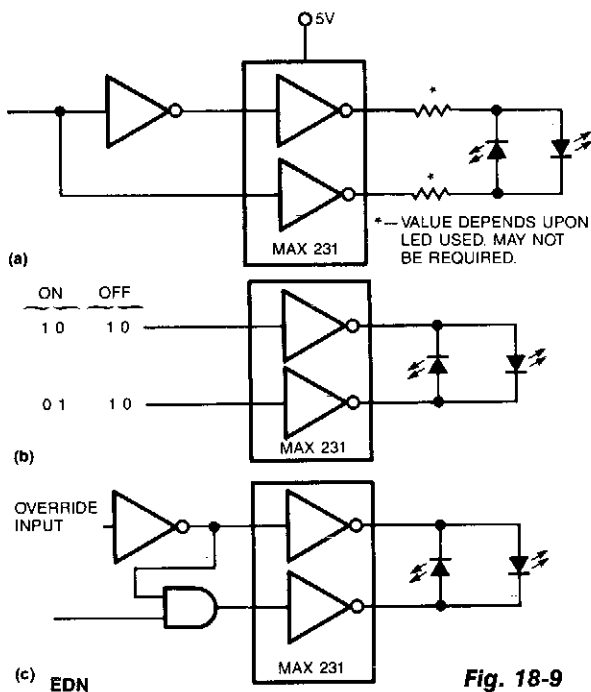 5V
*
*
*— VALUE DEPENDS UPON
LED USED. MAY NOT
BE REQUIRED.
MAX 231
(a)
ON OFF
1 0 1 0
0 1 1 0
MAX 231
(b)
OVERRIDE
INPUT
MAX 231
(c) EDN
Fig. 18-9